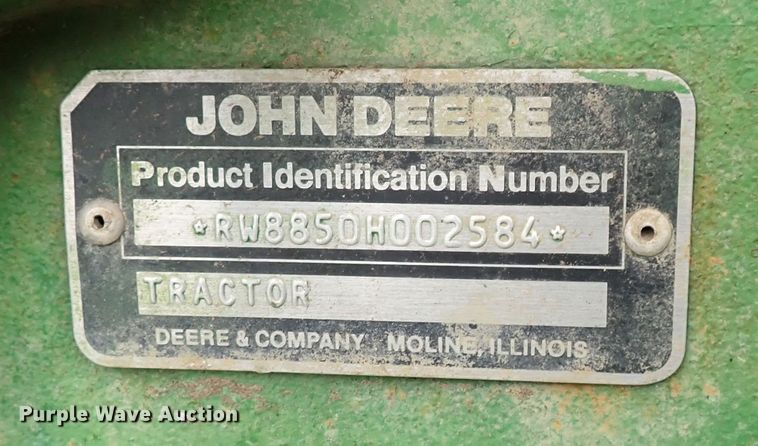 JOHN DEERE
Product Identification Number
*RW8850H002584*
TRACTOR
DEERE & COMPANY MOLINE, ILLINOIS
Purple Wave Auction